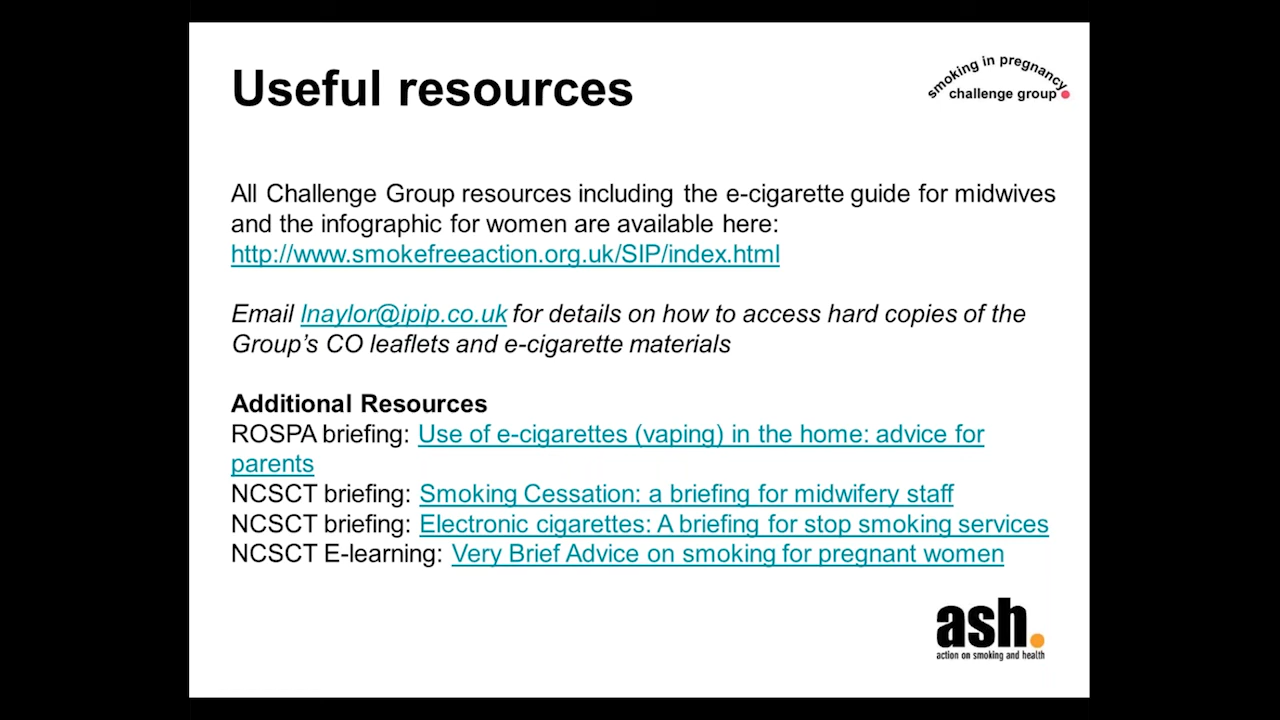 Useful resources
smoking in pregnancy
challenge group
All Challenge Group resources including the e-cigarette guide for midwives
and the infographic for women are available here:
http://www.smokefreeaction.org.uk/SIP/index.html
Email lnaylor@ipip.co.uk for details on how to access hard copies of the
Group’s CO leaflets and e-cigarette materials
Additional Resources
ROSPA briefing: Use of e-cigarettes (vaping) in the home: advice for
parents
NCSCT briefing: Smoking Cessation: a briefing for midwifery staff
NCSCT briefing: Electronic cigarettes: A briefing for stop smoking services
NCSCT E-learning: Very Brief Advice on smoking for pregnant women
ash.
action on smoking and health